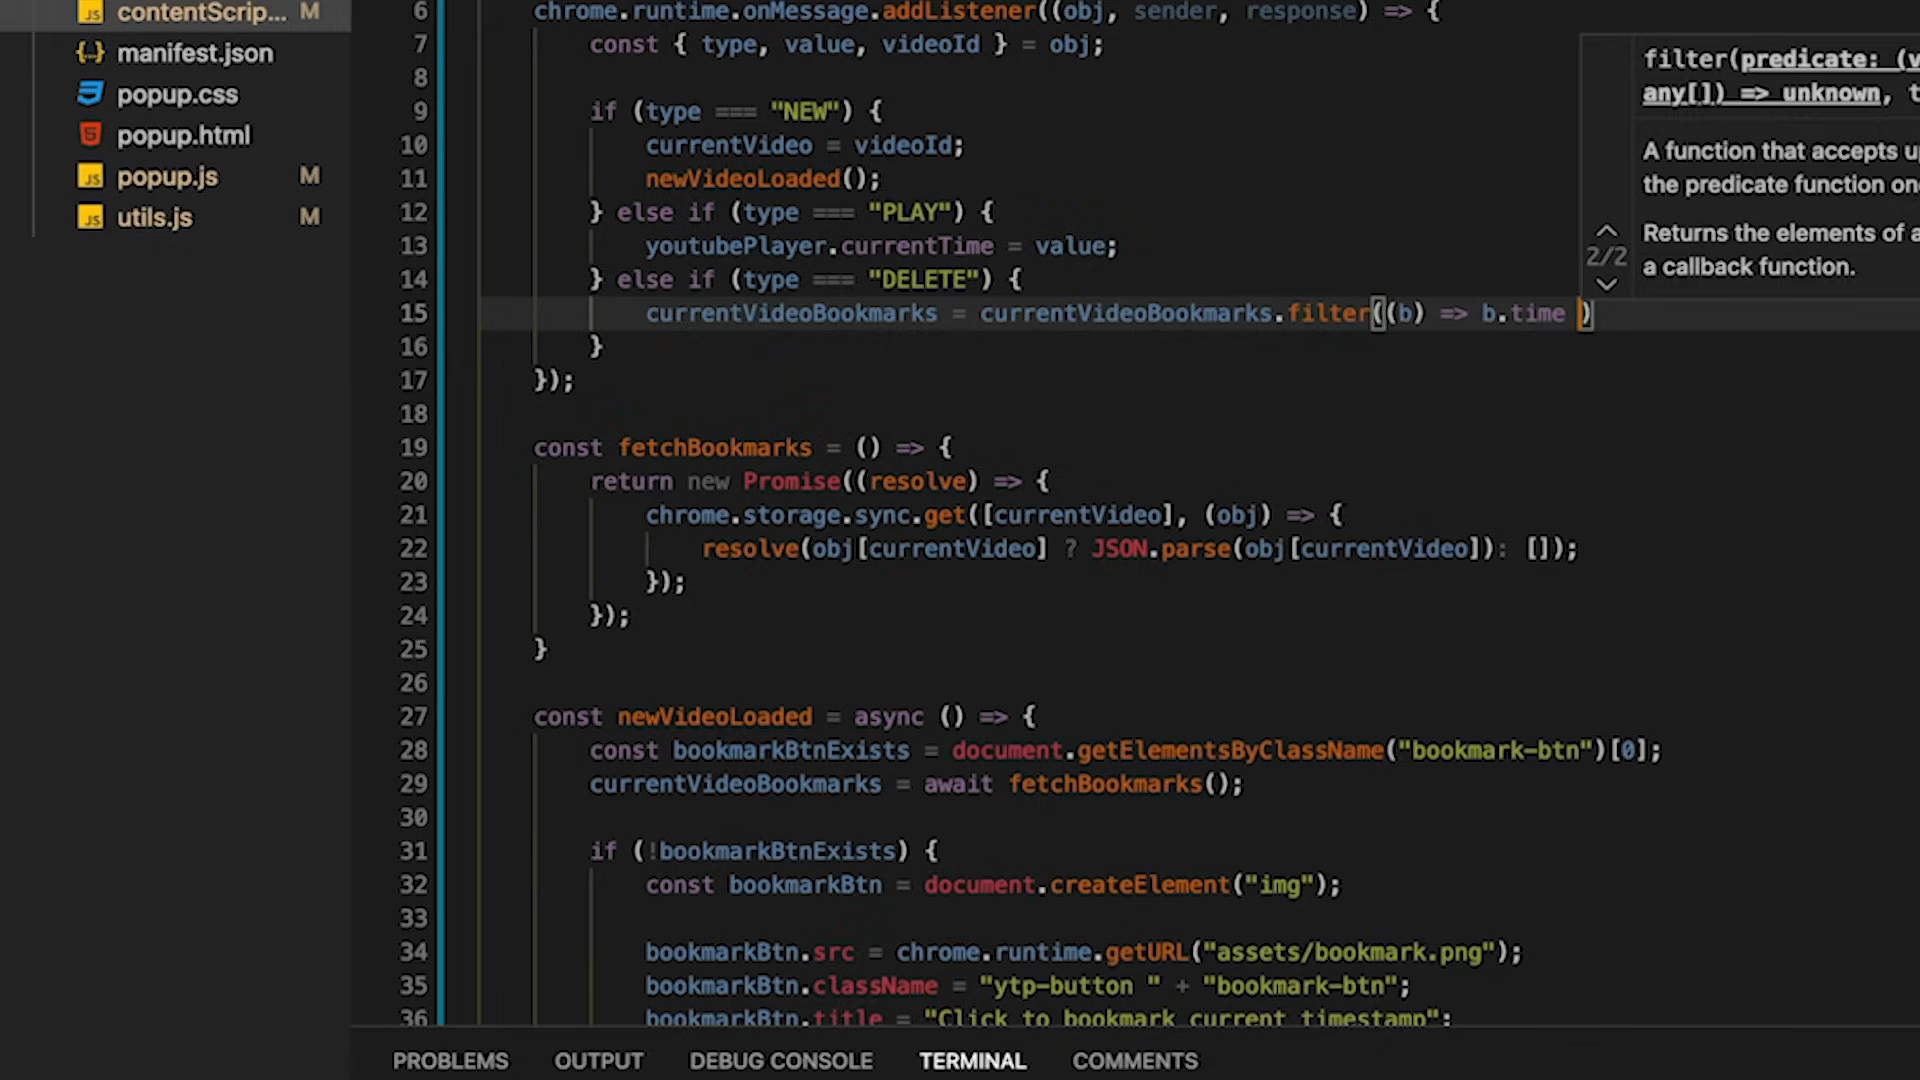 contentScrip... M
manifest.json
popup.css
popup.html
popup.js M
utils.js M
6 chrome.runtime.onMessage.addListener((obj, sender, response) => {
7 const { type, value, videoId } = obj;
8
9 if (type === "NEW") {
10 currentVideo = videoId;
11 newVideoLoaded();
12 } else if (type === "PLAY") {
13 youtubePlayer.currentTime = value;
14 } else if (type === "DELETE") {
15 currentVideoBookmarks = currentVideoBookmarks.filter((b) => b.time )
16 }
17 });
18
19 const fetchBookmarks = () => {
20 return new Promise((resolve) => {
21 chrome.storage.sync.get([currentVideo], (obj) => {
22 resolve(obj[currentVideo] ? JSON.parse(obj[currentVideo]): []);
23 });
24 });
25 }
26
27 const newVideoLoaded = async () => {
28 const bookmarkBtnExists = document.getElementsByClassName("bookmark-btn")[0];
29 currentVideoBookmarks = await fetchBookmarks();
30
31 if (!bookmarkBtnExists) {
32 const bookmarkBtn = document.createElement("img");
33
34 bookmarkBtn.src = chrome.runtime.getURL("assets/bookmark.png");
35 bookmarkBtn.className = "ytp-button " + "bookmark-btn";
36 bookmarkBtn.title = "Click to bookmark current timestamp";
filter(predicate: (v
any[]) => unknown, t
A function that accepts u
the predicate function on
2/2
Returns the elements of a
a callback function.
PROBLEMS OUTPUT DEBUG CONSOLE TERMINAL COMMENTS